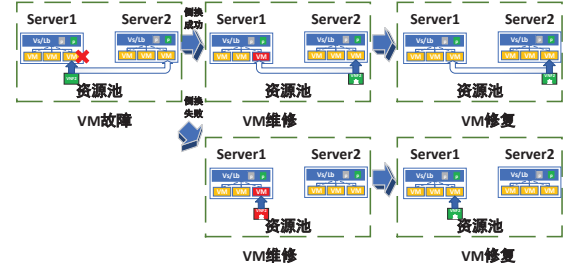 Server1 Server2
Vs/Lb P P
VM VM VM
Vs/Lb P P
VM VM VM
VNF2
资源池
VM故障
倒换
成功
Server1 Server2
Vs/Lb P P
VM VM VM
Vs/Lb P P
VM VM VM
资源池
VM维修
Server1 Server2
Vs/Lb P P
VM VM VM
Vs/Lb P P
VM VM VM
资源池
VM修复
倒换
失败
Server1 Server2
Vs/Lb P P
VM VM VM
Vs/Lb P P
VM VM VM
资源池
VM维修
Server1 Server2
Vs/Lb P P
VM VM VM
Vs/Lb P P
VM VM VM
资源池
VM修复